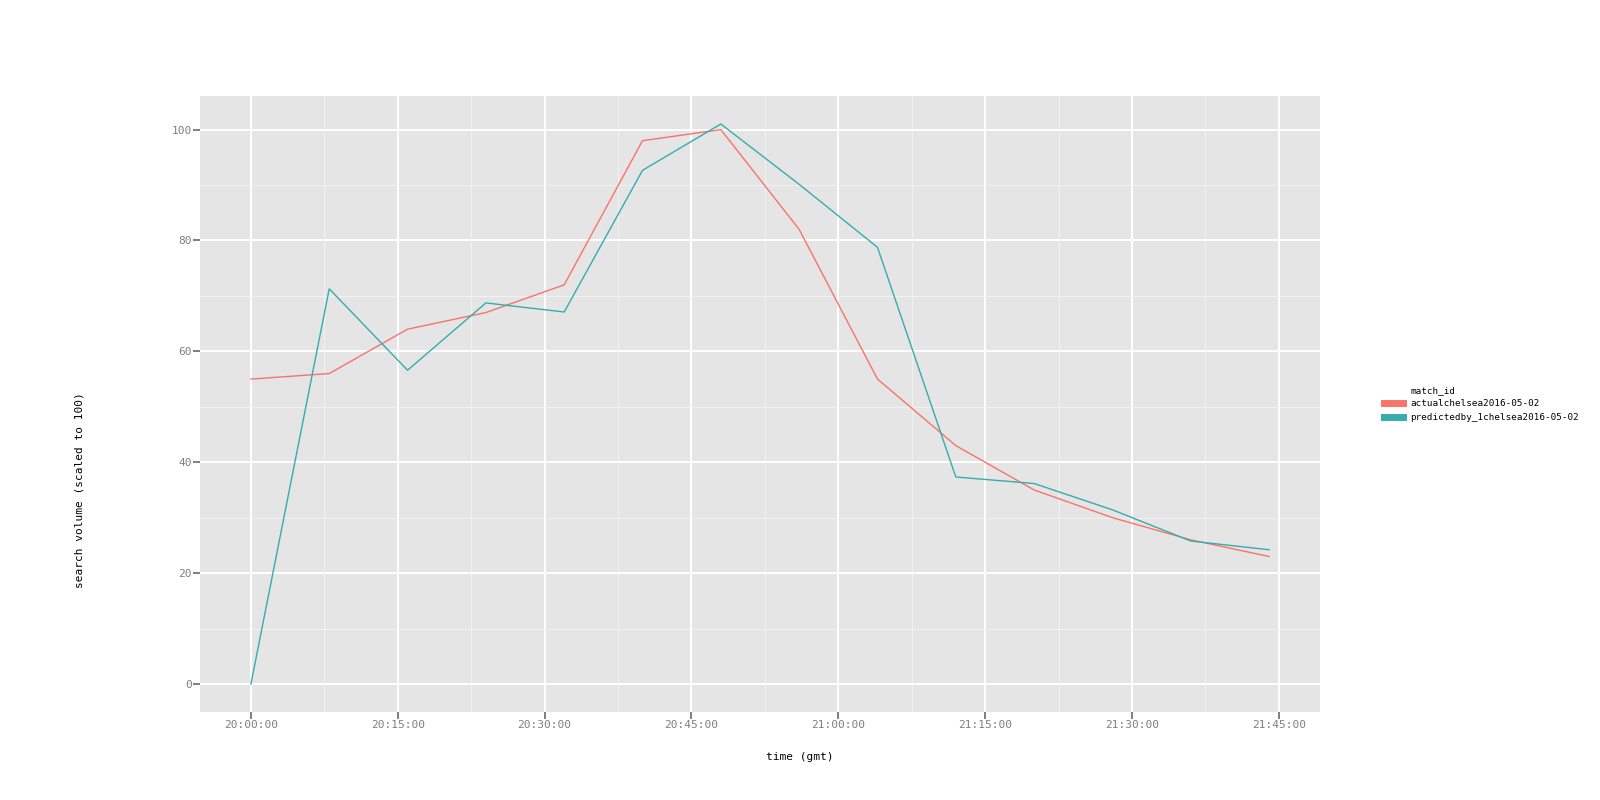 search volume (scaled to 100)
100
80
60
40
20
0
20:00:00 20:15:00 20:30:00 20:45:00 21:00:00 21:15:00 21:30:00 21:45:00
time (gmt)
match_id
actualchelsea2016-05-02
predictedby_1chelsea2016-05-02